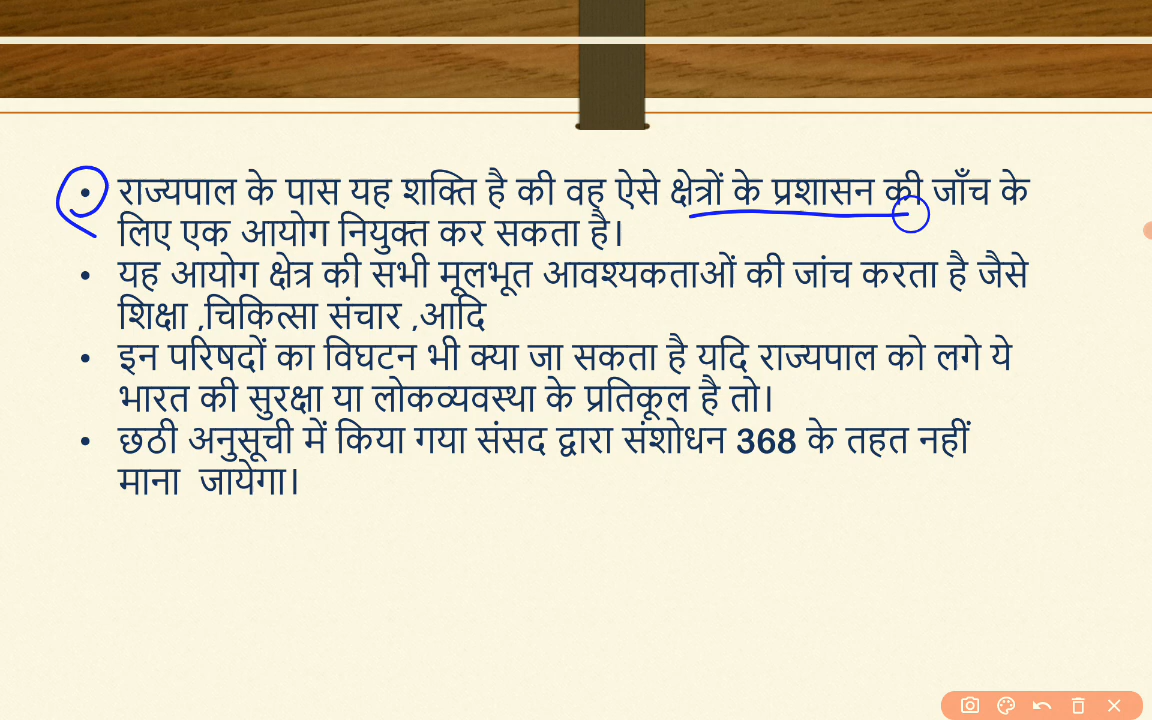 • राज्यपाल के पास यह शक्ति है की वह ऐसे क्षेत्रों के प्रशासन की जाँच के
लिए एक आयोग नियुक्त कर सकता है।
• यह आयोग क्षेत्र की सभी मूलभूत आवश्यकताओं की जांच करता है जैसे
शिक्षा ,चिकित्सा संचार ,आदि
• इन परिषदों का विघटन भी क्या जा सकता है यदि राज्यपाल को लगे ये
भारत की सुरक्षा या लोकव्यवस्था के प्रतिकूल है तो।
• छठी अनुसूची में किया गया संसद द्वारा संशोधन 368 के तहत नहीं
माना जायेगा।